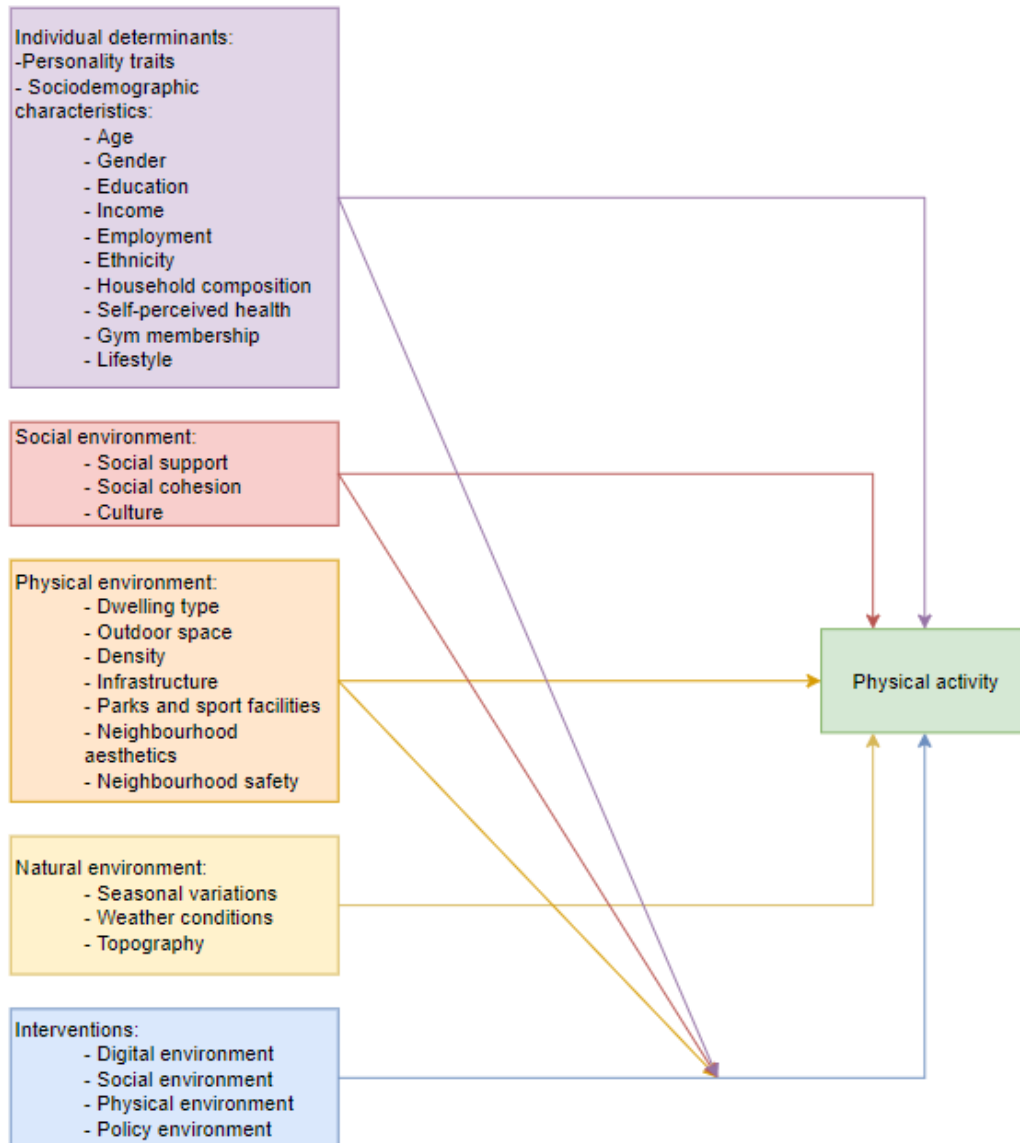 Individual determinants:
-Personality traits
- Sociodemographic
characteristics:
- Age
- Gender
- Education
- Income
- Employment
- Ethnicity
- Household composition
- Self-perceived health
- Gym membership
- Lifestyle
Social environment:
- Social support
- Social cohesion
- Culture
Physical environment:
- Dwelling type
- Outdoor space
- Density
- Infrastructure
- Parks and sport facilities
- Neighbourhood
aesthetics
- Neighbourhood safety
Physical activity
Natural environment:
- Seasonal variations
- Weather conditions
- Topography
Interventions:
- Digital environment
- Social environment
- Physical environment
- Policy environment